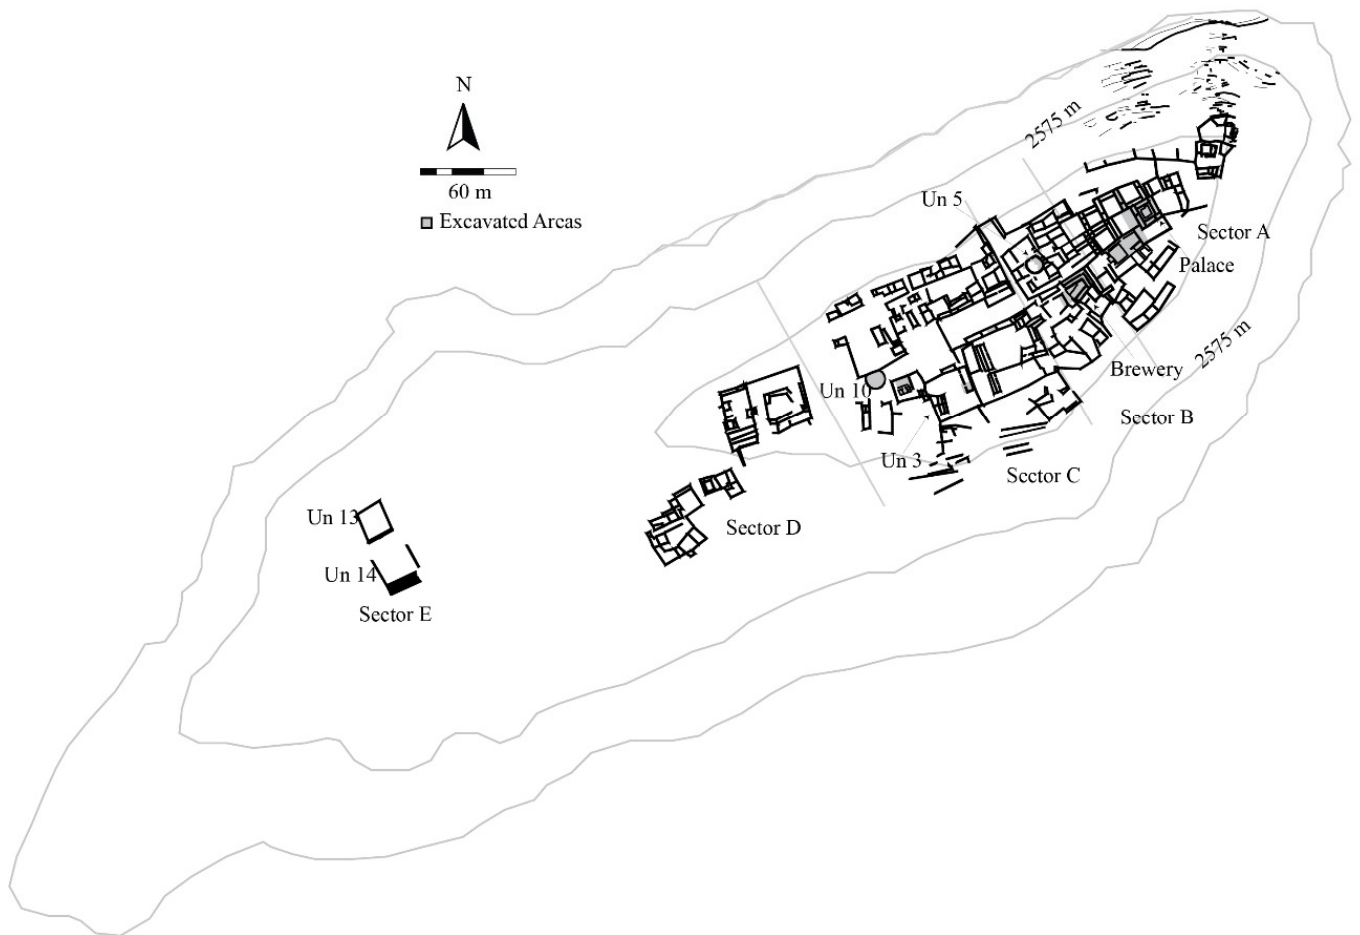 N
60 m
Excavated Areas
2575 m
Un 5
Sector A
Palace
2575 m
Brewery
Un 10
Sector B
Un 3
Sector C
Un 13
Sector D
Un 14
Sector E